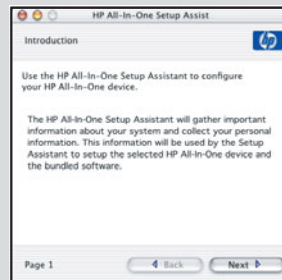 HP All-In-One Setup Assist
Introduction
hp
Use the HP All-In-One Setup Assistant to configure
your HP All-In-One device.
The HP All-In-One Setup Assistant will gather important
information about your system and collect your personal
information. This information will be used by the Setup
Assistant to setup the selected HP All-In-One device and
the bundled software.
Page 1
Back
Next